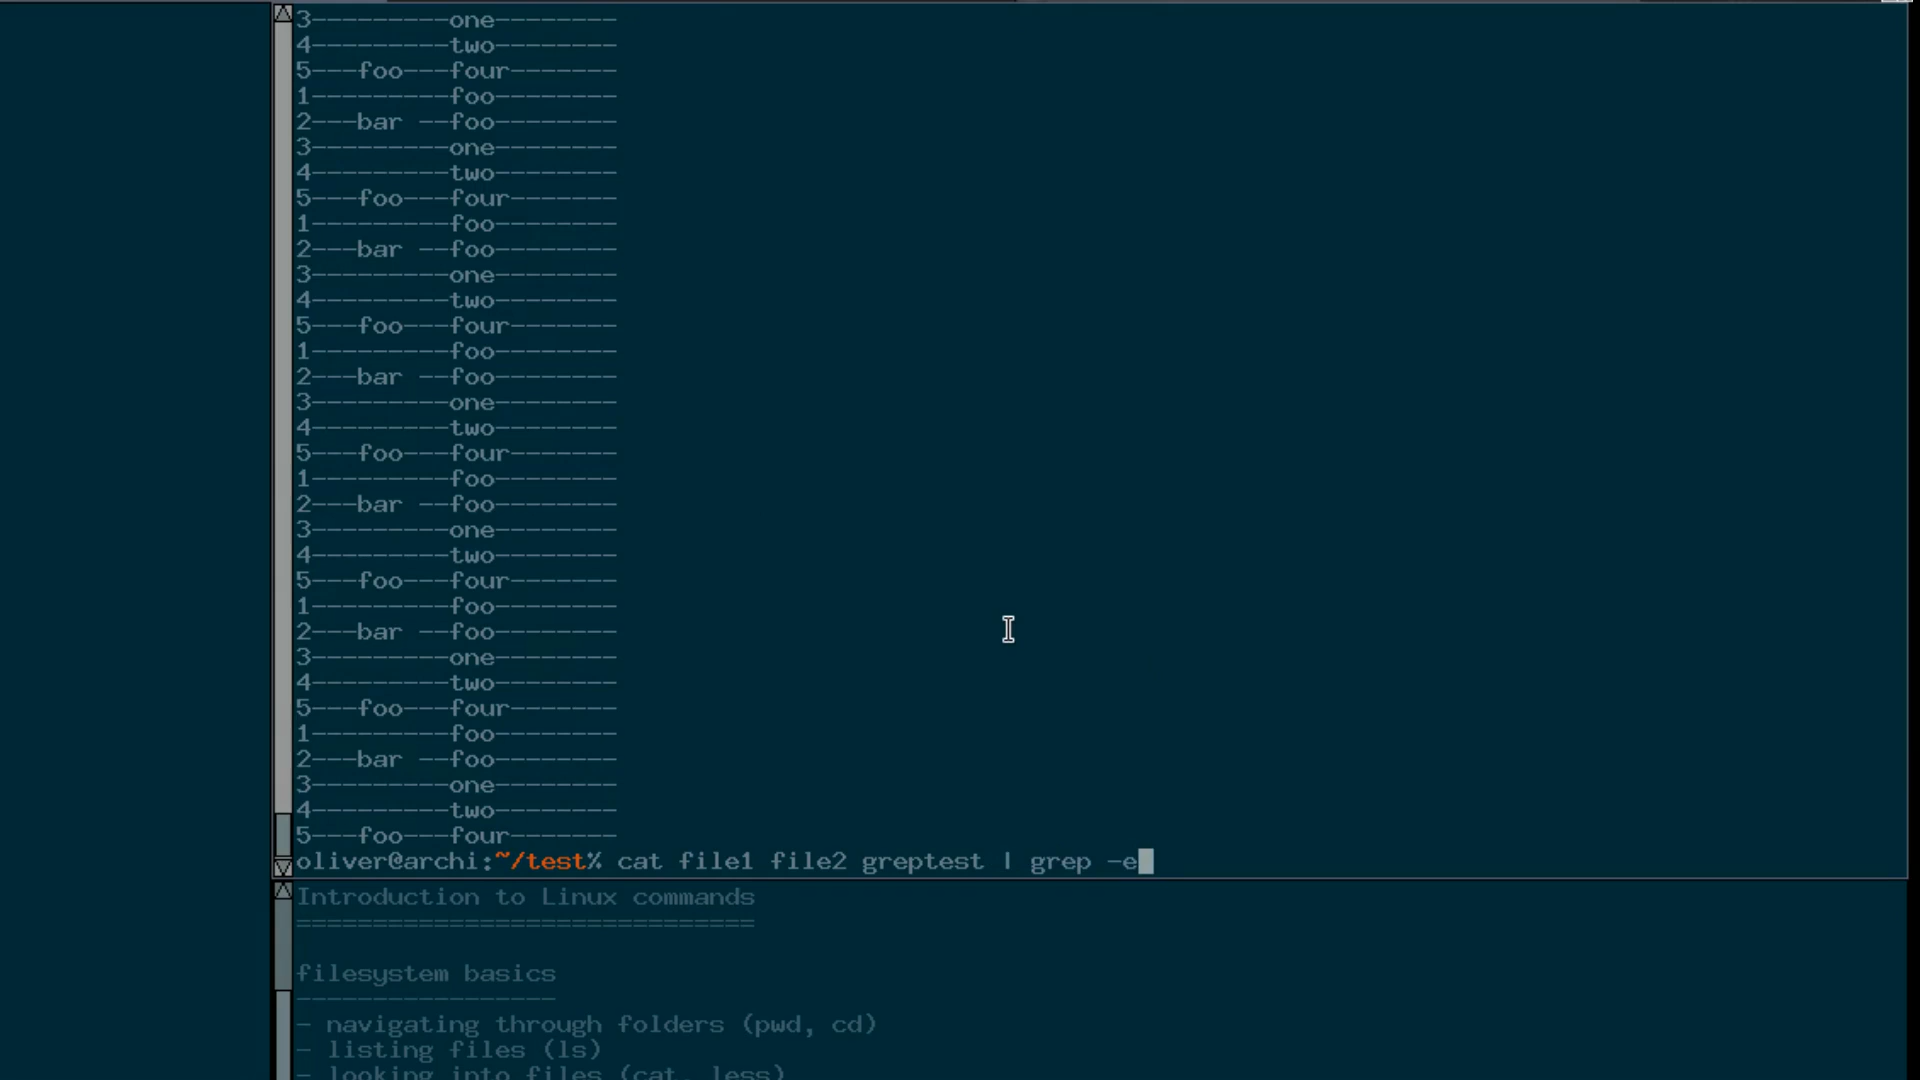 3---------one--------
4---------two--------
5---foo---four-------
1---------foo--------
2---bar --foo--------
3---------one--------
4---------two--------
5---foo---four-------
1---------foo--------
2---bar --foo--------
3---------one--------
4---------two--------
5---foo---four-------
1---------foo--------
2---bar --foo--------
3---------one--------
4---------two--------
5---foo---four-------
1---------foo--------
2---bar --foo--------
3---------one--------
4---------two--------
5---foo---four-------
1---------foo--------
2---bar --foo--------
3---------one--------
4---------two--------
5---foo---four-------
1---------foo--------
2---bar --foo--------
3---------one--------
4---------two--------
5---foo---four-------
oliver@archi:~/test% cat file1 file2 greptest | grep -e
Introduction to Linux commands
==============================
filesystem basics
-----------------
- navigating through folders (pwd, cd)
- listing files (ls)
- looking into files (cat, less)